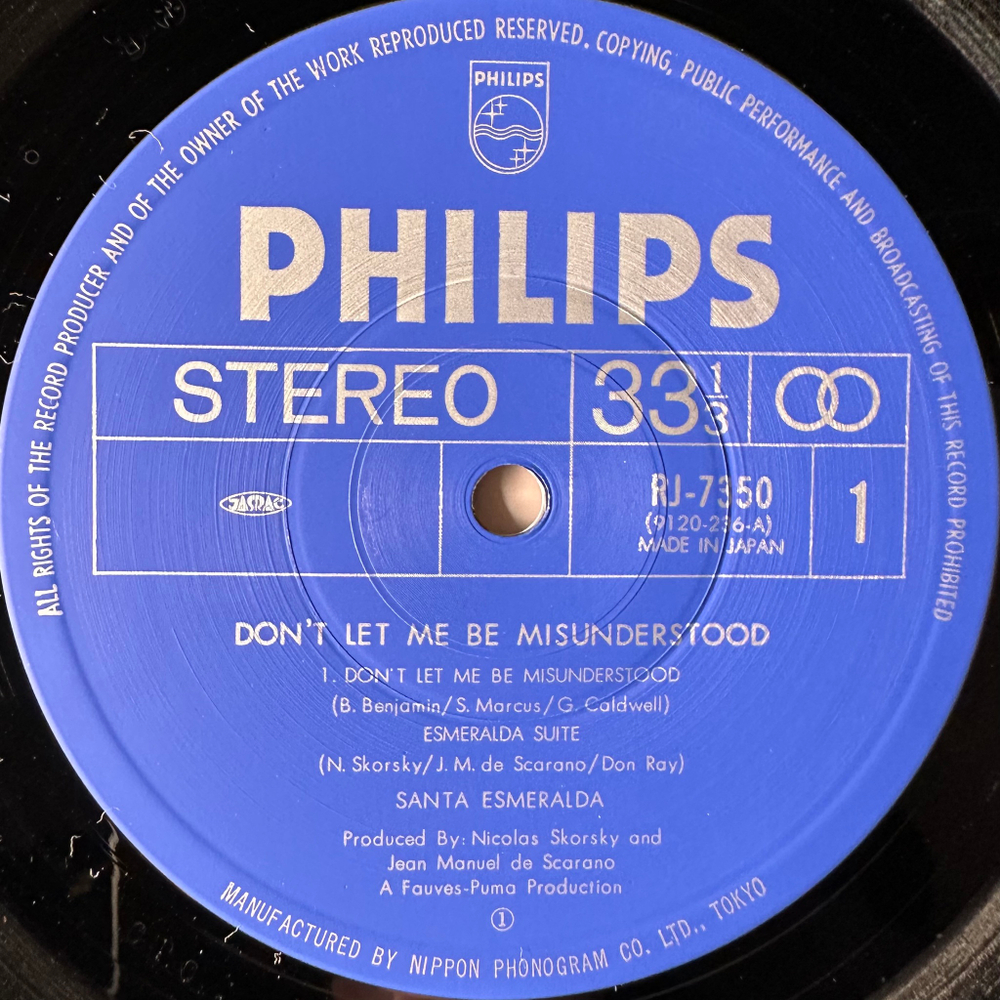 ALL RIGHTS OF THE RECORD PRODUCER AND OF THE OWNER OF THE WORK REPRODUCED RESERVED. COPYING, PUBLIC PERFORMANCE AND BROADCASTING OF THIS RECORD PROHIBITED
PHILIPS
PHILIPS
STEREO 33 1/3
JASRAC RJ-7350 1
(9120-236-A)
MADE IN JAPAN
DON'T LET ME BE MISUNDERSTOOD
1. DON'T LET ME BE MISUNDERSTOOD
(B. Benjamin/S. Marcus/G. Caldwell)
ESMERALDA SUITE
(N. Skorsky/J. M. de Scarano/Don Ray)
SANTA ESMERALDA
Produced By: Nicolas Skorsky and
Jean Manuel de Scarano
A Fauves-Puma Production
①
MANUFACTURED BY NIPPON PHONOGRAM CO. LTD., TOKYO